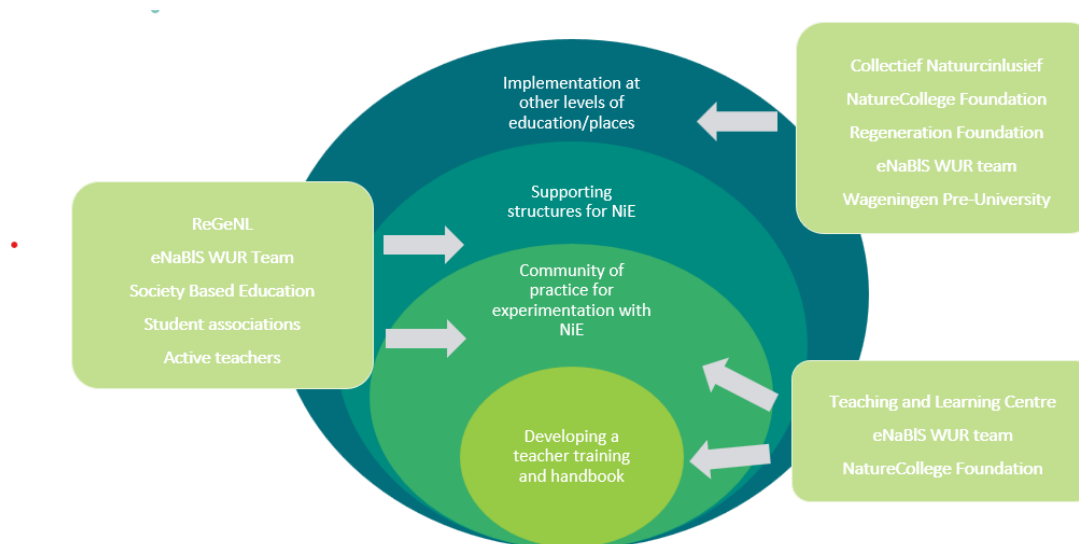 Implementation at
other levels of
education/places
Supporting
structures for NiE
Community of
practice for
experimentation with
NiE
Developing a
teacher training
and handbook
ReGeNL
eNaBlS WUR Team
Society Based Education
Student associations
Active teachers
Collectief Natuurcinlusief
NatureCollege Foundation
Regeneration Foundation
eNaBlS WUR team
Wageningen Pre-University
Teaching and Learning Centre
eNaBlS WUR team
NatureCollege Foundation